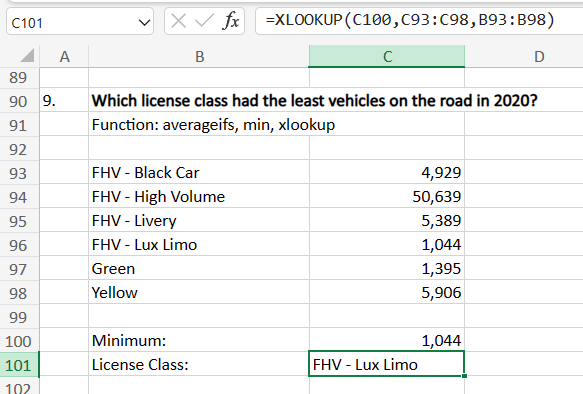 C101 fx =XLOOKUP(C100,C93:C98,B93:B98)
A B C D
89
90 9. Which license class had the least vehicles on the road in 2020?
91 Function: averageifs, min, xlookup
92
93 FHV - Black Car 4,929
94 FHV - High Volume 50,639
95 FHV - Livery 5,389
96 FHV - Lux Limo 1,044
97 Green 1,395
98 Yellow 5,906
99
100 Minimum: 1,044
101 License Class: FHV - Lux Limo
102